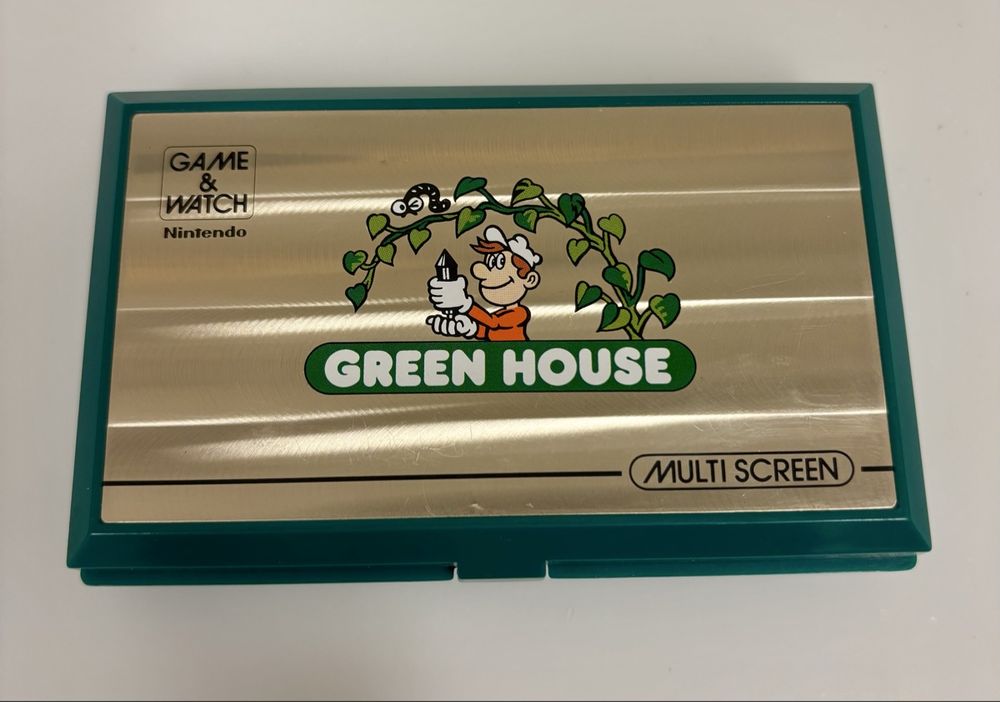 GAME
&
WATCH
Nintendo
GREEN HOUSE
MULTI SCREEN